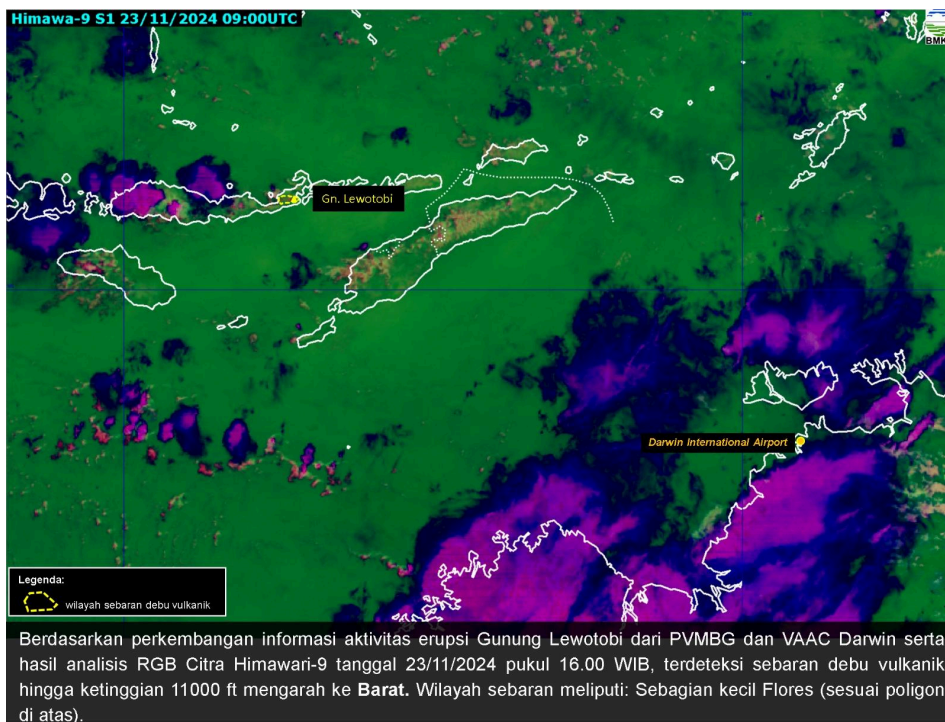 Himawa-9 S1 23/11/2024 09:00UTC
BMK
Gn. Lewotobi
Darwin International Airport
Legenda:
wilayah sebaran debu vulkanik
Berdasarkan perkembangan informasi aktivitas erupsi Gunung Lewotobi dari PVMBG dan VAAC Darwin serta
hasil analisis RGB Citra Himawari-9 tanggal 23/11/2024 pukul 16.00 WIB, terdeteksi sebaran debu vulkanik
hingga ketinggian 11000 ft mengarah ke Barat. Wilayah sebaran meliputi: Sebagian kecil Flores (sesuai poligon
di atas).